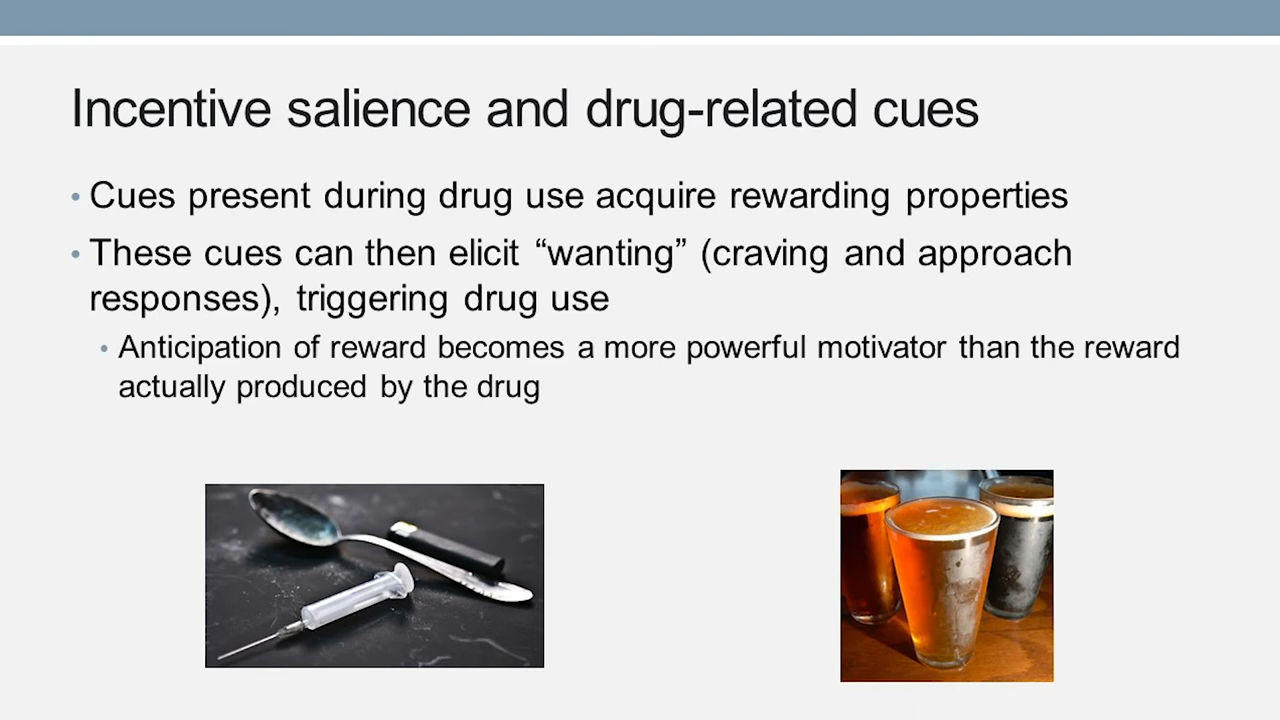 Incentive salience and drug-related cues
• Cues present during drug use acquire rewarding properties
• These cues can then elicit “wanting” (craving and approach
responses), triggering drug use
• Anticipation of reward becomes a more powerful motivator than the reward
actually produced by the drug